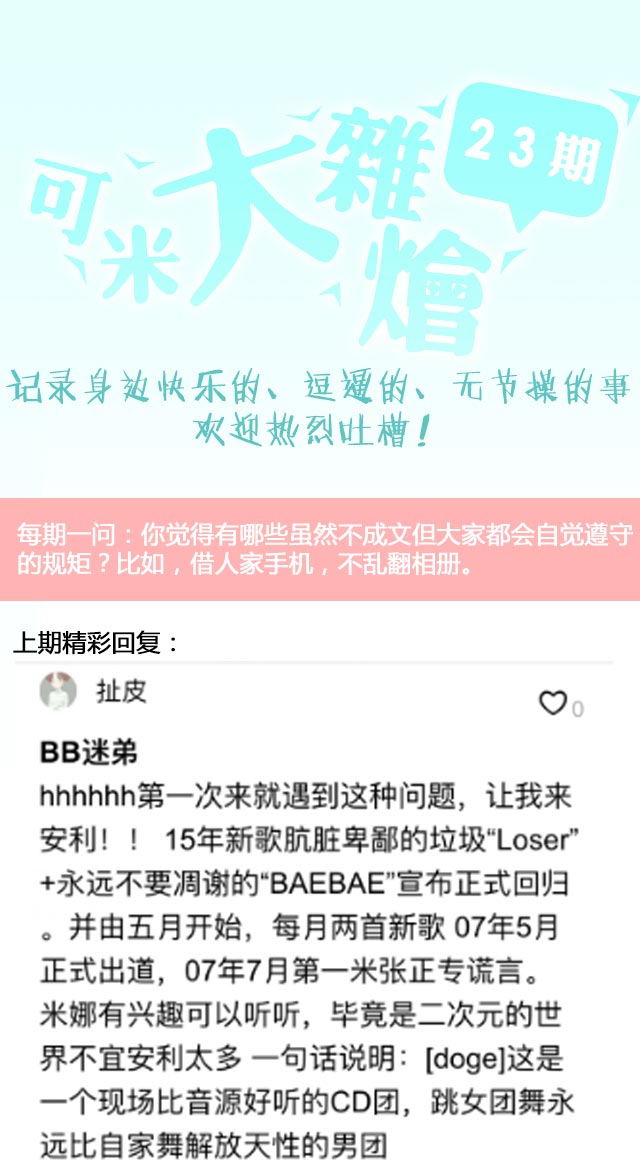 可米大雜燴
23期
记录身边快乐的、逗逼的、无节操的事
欢迎热烈吐槽！
每期一问：你觉得有哪些虽然不成文但大家都会自觉遵守
的规矩？比如，借人家手机，不乱翻相册。
上期精彩回复：
扯皮
0
BB迷弟
hhhhhh第一次来就遇到这种问题，让我来
安利！！ 15年新歌肮脏卑鄙的垃圾“Loser”
+永远不要凋谢的“BAEBAE”宣布正式回归
。并由五月开始，每月两首新歌 07年5月
正式出道，07年7月第一米张正专谎言。
米娜有兴趣可以听听，毕竟是二次元的世
界不宜安利太多 一句话说明：[doge]这是
一个现场比音源好听的CD团，跳女团舞永
远比自家舞解放天性的男团